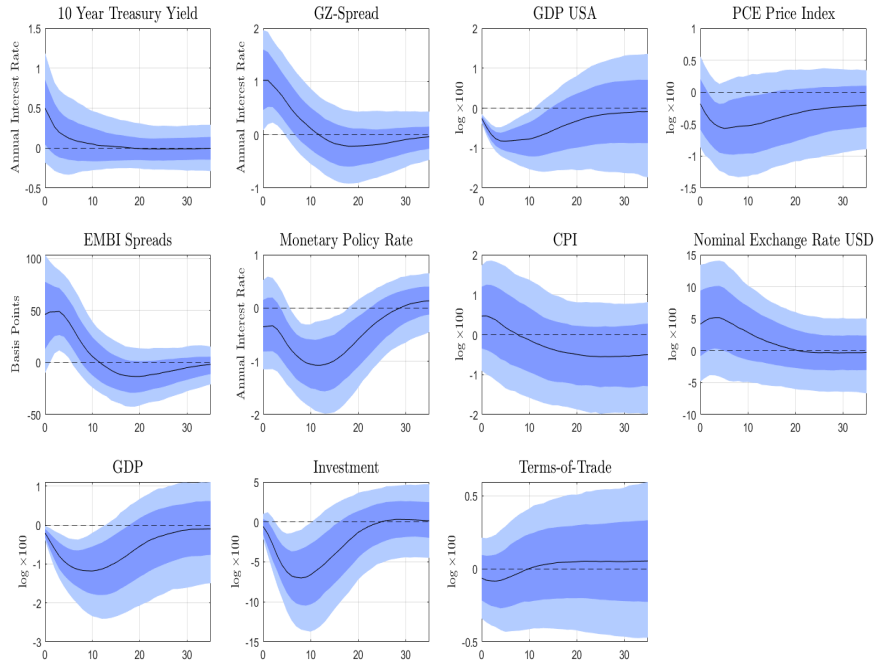 10 Year Treasury Yield
GZ-Spread
GDP USA
PCE Price Index
Annual Interest Rate
1.5
1
0.5
0
-0.5
0 10 20 30
Annual Interest Rate
2
1
0
-1
0 10 20 30
log ×100
2
1
0
-1
-2
0 10 20 30
log ×100
1
0.5
0
-0.5
-1
-1.5
0 10 20 30
EMBI Spreads
Monetary Policy Rate
CPI
Nominal Exchange Rate USD
Basis Points
100
50
0
-50
0 10 20 30
Annual Interest Rate
1
0
-1
-2
0 10 20 30
log ×100
2
1
0
-1
-2
0 10 20 30
log ×100
15
10
5
0
-5
-10
0 10 20 30
GDP
Investment
Terms-of-Trade
log ×100
1
0
-1
-2
-3
0 10 20 30
log ×100
5
0
-5
-10
-15
0 10 20 30
log ×100
0.5
0
-0.5
0 10 20 30